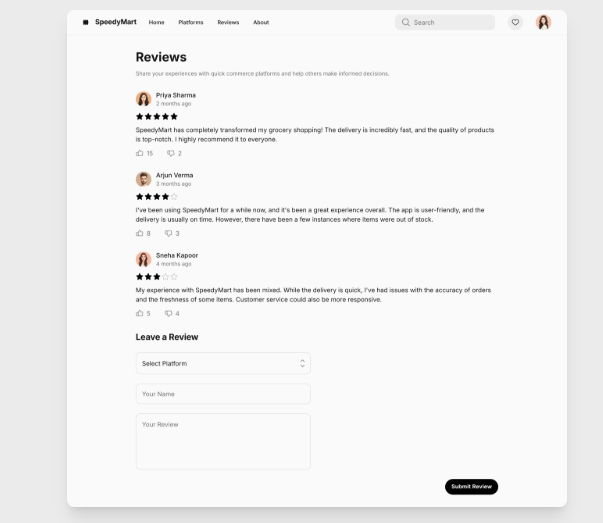 SpeedyMart Home Platforms Reviews About Search
Reviews
Share your experiences with quick commerce platforms and help others make informed decisions.
Priya Sharma
2 months ago
SpeedyMart has completely transformed my grocery shopping! The delivery is incredibly fast, and the quality of products
is top-notch. I highly recommend it to everyone.
15 2
Arjun Verma
3 months ago
I've been using SpeedyMart for a while now, and it's been a great experience overall. The app is user-friendly, and the
delivery is usually on time. However, there have been a few instances where items were out of stock.
8 3
Sneha Kapoor
4 months ago
My experience with SpeedyMart has been mixed. While the delivery is quick, I've had issues with the accuracy of orders
and the freshness of some items. Customer service could also be more responsive.
5 4
Leave a Review
Select Platform
Your Name
Your Review
Submit Review